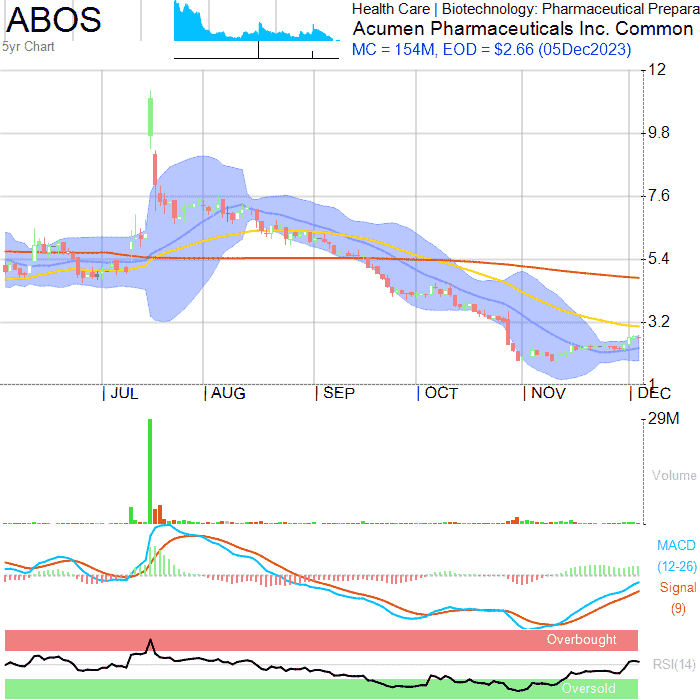 ABOS
5yr Chart
Health Care | Biotechnology: Pharmaceutical Prepara
Acumen Pharmaceuticals Inc. Common
MC = 154M, EOD = $2.66 (05Dec2023)
12
9.8
7.6
5.4
3.2
1
JUL
AUG
SEP
OCT
NOV
DEC
29M
Volume
MACD
(12-26)
Signal
(9)
Overbought
RSI(14)
Oversold